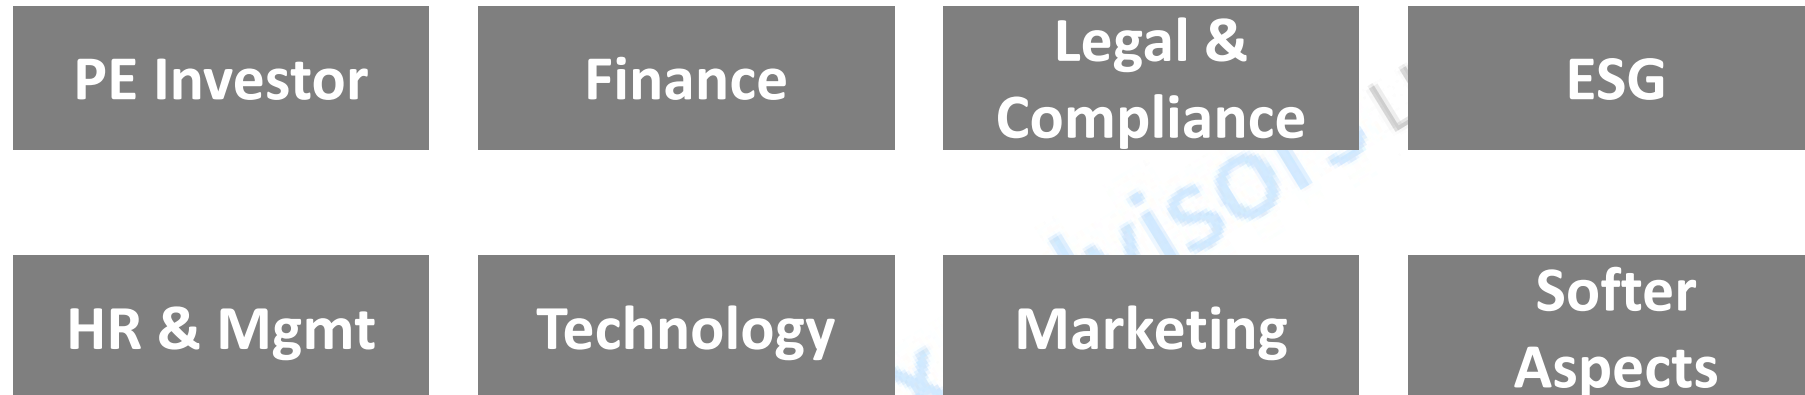 PE Investor
Finance
Legal &
Compliance
ESG
HR & Mgmt
Technology
Marketing
Softer
Aspects